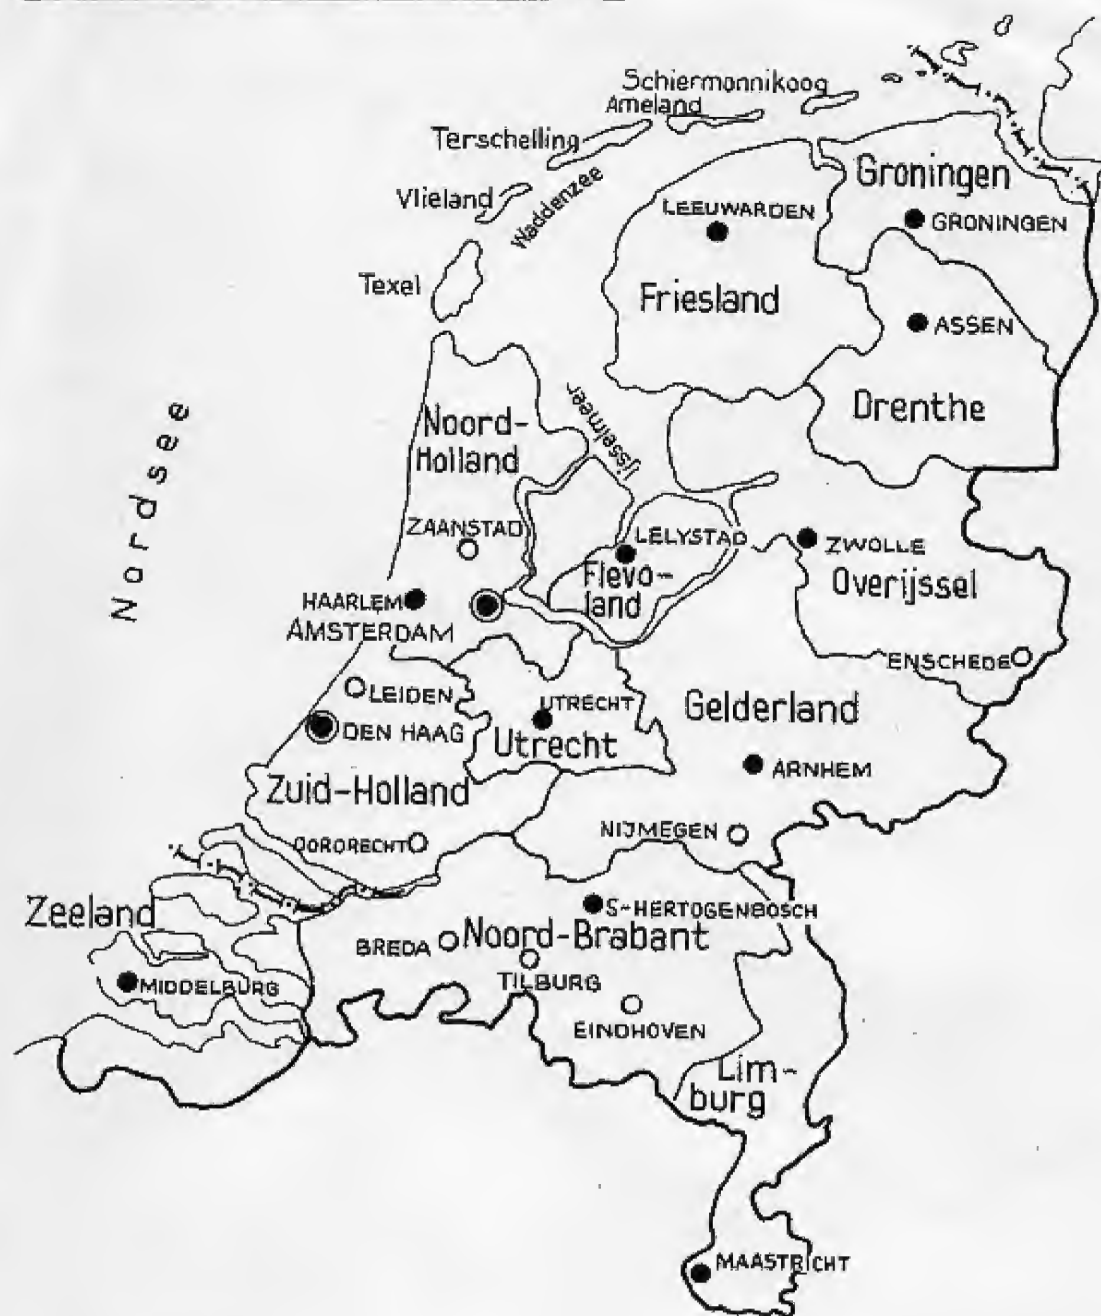 Schiermonnikoog
Ameland
Terschelling
Vlieland
Waddenzee
Texel
Groningen
LEEUWARDEN
GRONINGEN
Friesland
ASSEN
Drenthe
Nordsee
Noord-
Holland
Ijsselmeer
ZAANSTAD
LELYSTAD
Flevo-
land
ZWOLLE
Overijssel
HAARLEM
AMSTERDAM
ENSCHEDE
LEIDEN
UTRECHT
Gelderland
DEN HAAG
Utrecht
ARNHEM
Zuid-Holland
NIJMEGEN
DORDRECHT
Zeeland
S-HERTOGENBOSCH
BREDA
Noord-Brabant
TILBURG
MIDDELBURG
EINDHOVEN
Lim-
burg
MAASTRICHT